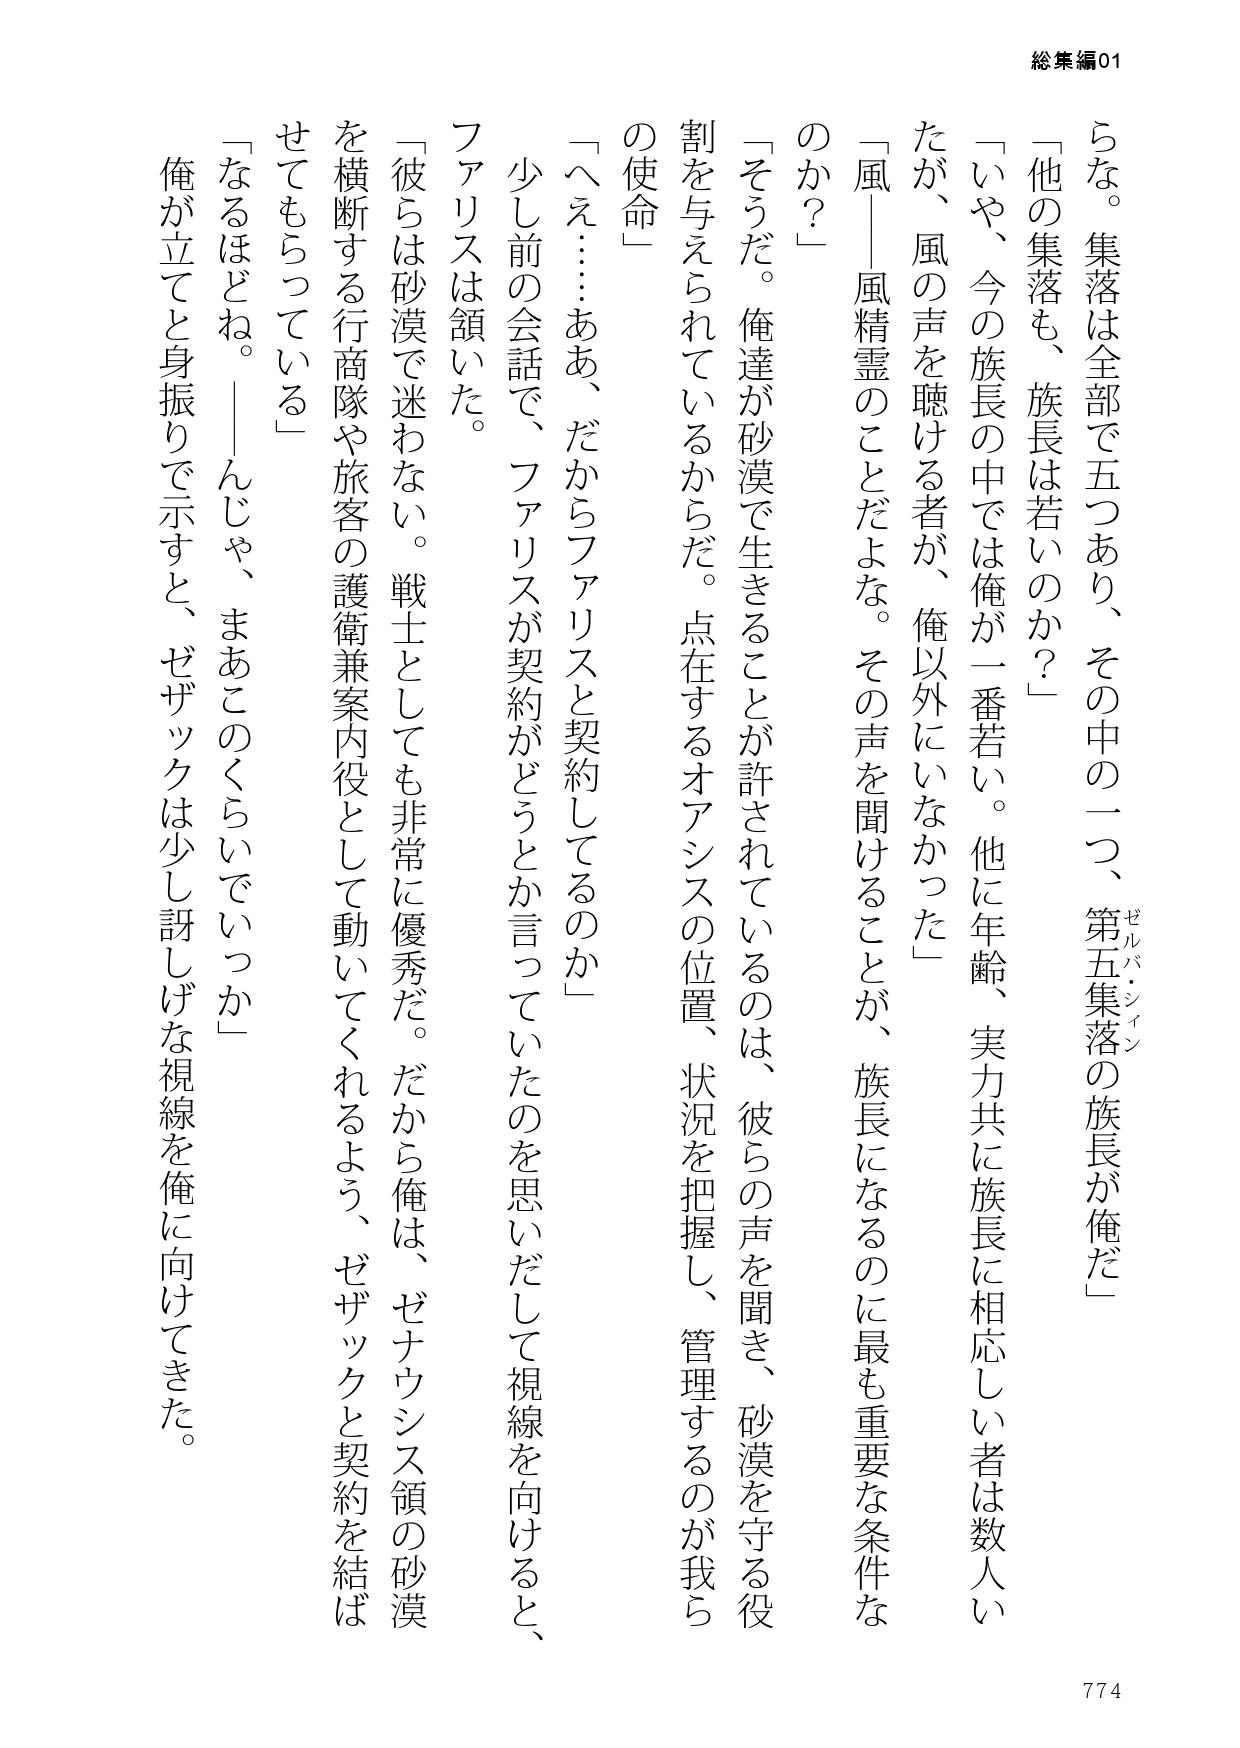 総集編01
らな。集落は全部で五つあり、その中の一つ、第五集落の族長が俺だ」
ゼルバ・シィン
「他の集落も、族長は若いのか？」
「いや、今の族長の中では俺が一番若い。他に年齢、実力共に族長に相応しい者は数人い
たが、風の声を聴ける者が、俺以外にいなかった」
「風――風精霊のことだよな。その声を聞けることが、族長になるのに最も重要な条件な
のか？」
「そうだ。俺達が砂漠で生きることが許されているのは、彼らの声を聞き、砂漠を守る役
割を与えられているからだ。点在するオアシスの位置、状況を把握し、管理するのが我ら
の使命」
「へえ……ああ、だからファリスと契約してるのか」
　少し前の会話で、ファリスが契約がどうとか言っていたのを思いだして視線を向けると、
ファリスは頷いた。
「彼らは砂漠で迷わない。戦士としても非常に優秀だ。だから俺は、ゼナウシス領の砂漠
を横断する行商隊や旅客の護衛兼案内役として動いてくれるよう、ゼザックと契約を結ば
せてもらっている」
「なるほどね。――んじゃ、まあこのくらいでいっか」
　俺が立てと身振りで示すと、ゼザックは少し訝しげな視線を俺に向けてきた。
774